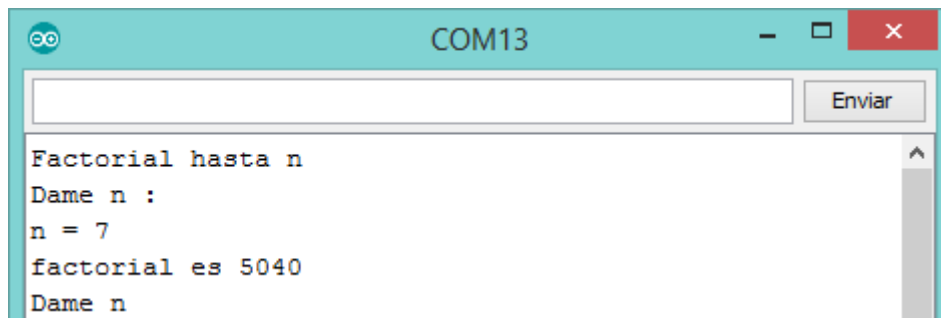 COM13
Enviar
Factorial hasta n
Dame n :
n = 7
factorial es 5040
Dame n